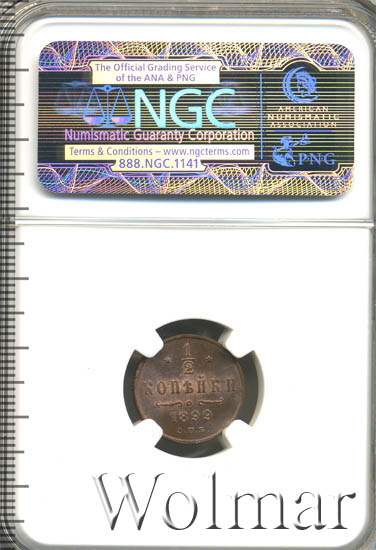 The Official Grading Service
of the ANA & PNG
NGC
Numismatic Guaranty Corporation
Terms & Conditions – www.ngcterms.com
888.NGC.1141
AMERICAN
NUMISMATIC
ASSOCIATION
PNG
1/2
КОПѢЙКИ
1899
С.П.Б.
Wolmar